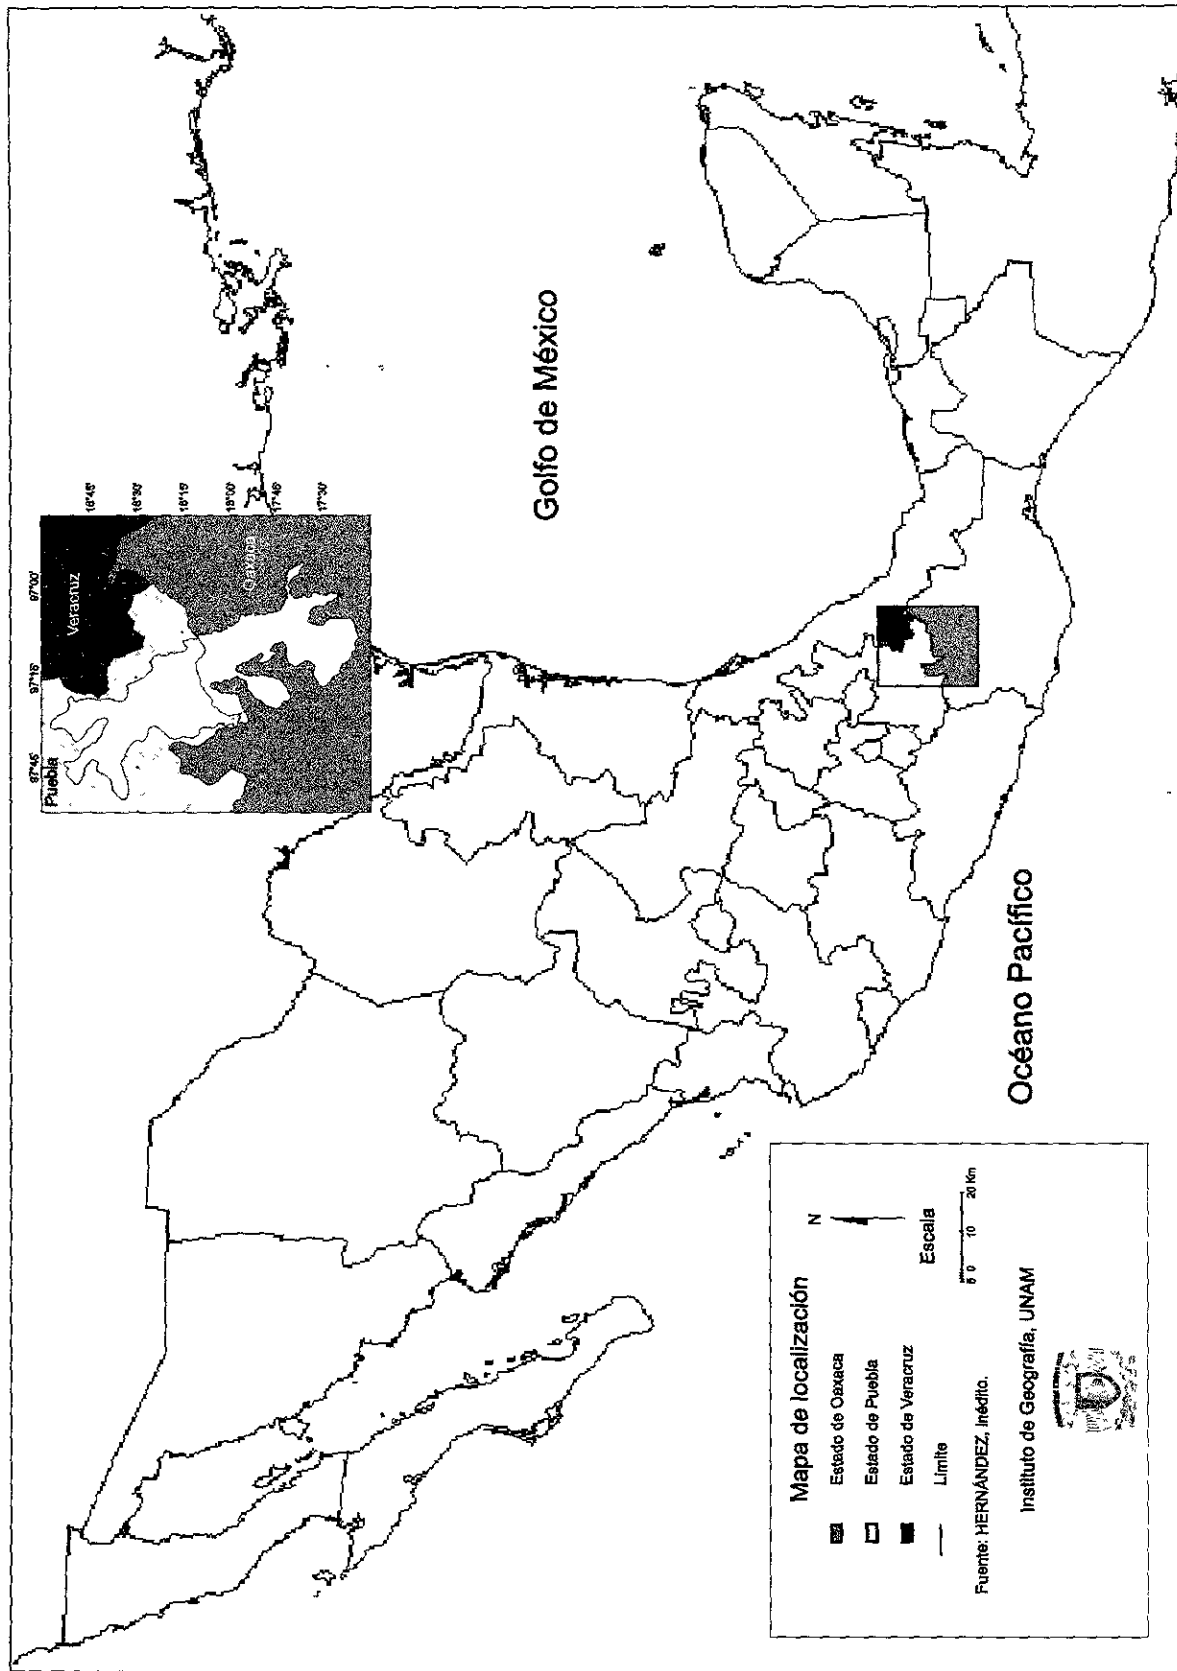 Puebla
Veracruz
Oaxaca
97°45'
97°15'
97°00'
18°45'
18°30'
18°15'
18°00'
17°45'
17°30'
Golfo de México
Océano Pacífico
Mapa de localización
Estado de Oaxaca
Estado de Puebla
Estado de Veracruz
Límite
N
Escala
5 0 10 20 Km
Fuente: HERNÁNDEZ, inédito.
Instituto de Geografía, UNAM